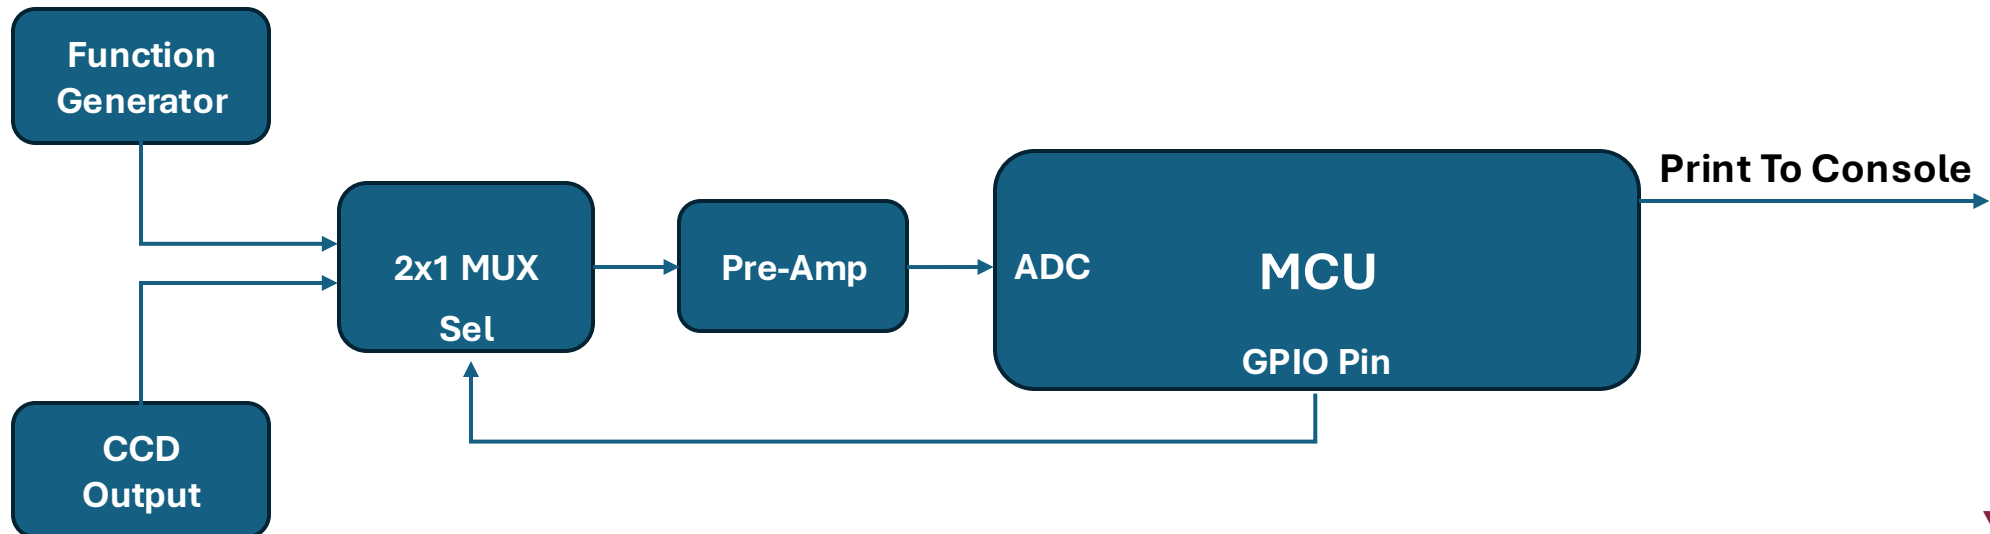 Function
Generator
Print To Console
2x1 MUX
Sel
Pre-Amp
ADC
MCU
GPIO Pin
CCD
Output